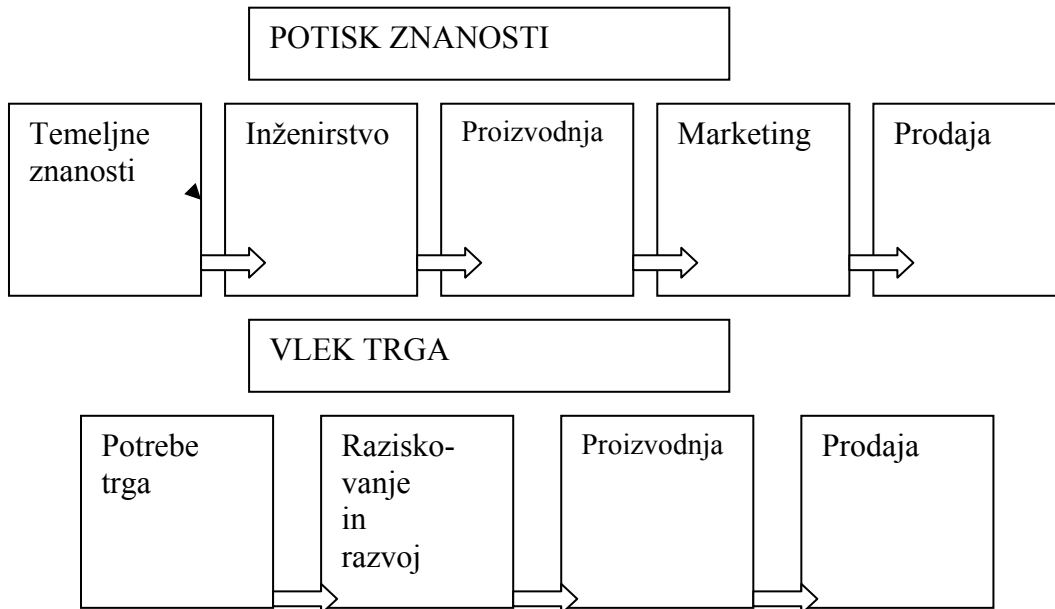 POTISK ZNANOSTI
Temeljne
znanosti
Inženirstvo
Proizvodnja
Marketing
Prodaja
VLEK TRGA
Potrebe
trga
Razisko-
vanje
in
razvoj
Proizvodnja
Prodaja